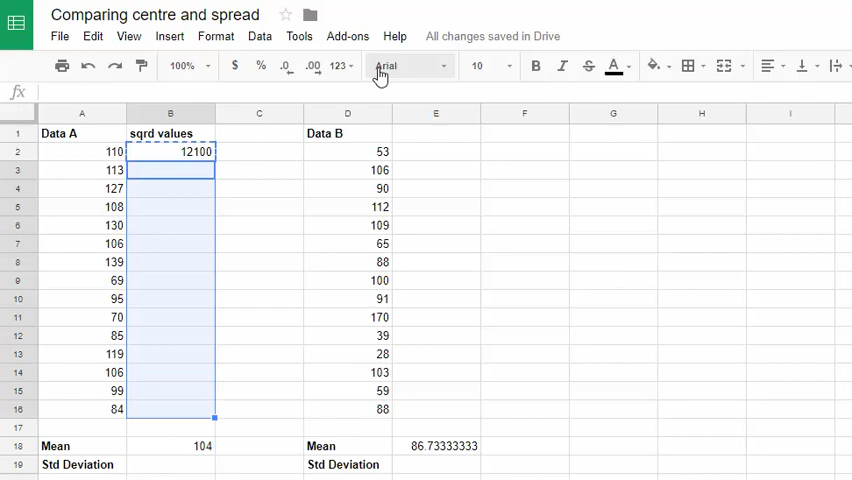 Comparing centre and spread
File Edit View Insert Format Data Tools Add-ons Help All changes saved in Drive
100% $ % .0 .00 123 Arial 10 B I S A
fx
A B C D E F G H I
1 Data A sqrd values Data B
2 110 12100 53
3 113 106
4 127 90
5 108 112
6 130 109
7 106 65
8 139 88
9 69 100
10 95 91
11 70 170
12 85 39
13 119 28
14 106 103
15 99 59
16 84 88
17
18 Mean 104 Mean 86.73333333
19 Std Deviation Std Deviation